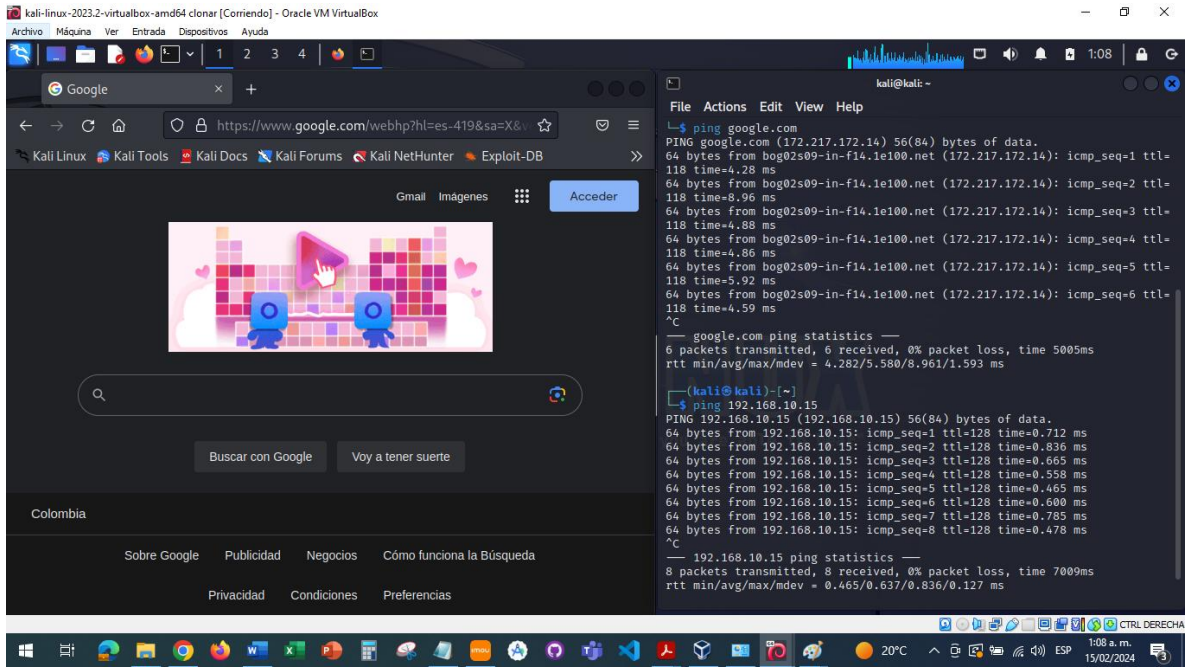 kali-linux-2023.2-virtualbox-amd64 clonar [Corriendo] - Oracle VM VirtualBox
Archivo Máquina Ver Entrada Dispositivos Ayuda
1 2 3 4
1:08
Google
https://www.google.com/webhp?hl=es-419&sa=X&v
Kali Linux Kali Tools Kali Docs Kali Forums Kali NetHunter Exploit-DB
Gmail Imágenes Acceder
Buscar con Google Voy a tener suerte
Colombia
Sobre Google Publicidad Negocios Cómo funciona la Búsqueda
Privacidad Condiciones Preferencias
kali@kali: ~
File Actions Edit View Help
└─$ ping google.com
PING google.com (172.217.172.14) 56(84) bytes of data.
64 bytes from bog02s09-in-f14.1e100.net (172.217.172.14): icmp_seq=1 ttl=
118 time=4.28 ms
64 bytes from bog02s09-in-f14.1e100.net (172.217.172.14): icmp_seq=2 ttl=
118 time=8.96 ms
64 bytes from bog02s09-in-f14.1e100.net (172.217.172.14): icmp_seq=3 ttl=
118 time=4.88 ms
64 bytes from bog02s09-in-f14.1e100.net (172.217.172.14): icmp_seq=4 ttl=
118 time=4.86 ms
64 bytes from bog02s09-in-f14.1e100.net (172.217.172.14): icmp_seq=5 ttl=
118 time=5.92 ms
64 bytes from bog02s09-in-f14.1e100.net (172.217.172.14): icmp_seq=6 ttl=
118 time=4.59 ms
^C
— google.com ping statistics —
6 packets transmitted, 6 received, 0% packet loss, time 5005ms
rtt min/avg/max/mdev = 4.282/5.580/8.961/1.593 ms
┌──(kali㉿kali)-[~]
└─$ ping 192.168.10.15
PING 192.168.10.15 (192.168.10.15) 56(84) bytes of data.
64 bytes from 192.168.10.15: icmp_seq=1 ttl=128 time=0.712 ms
64 bytes from 192.168.10.15: icmp_seq=2 ttl=128 time=0.836 ms
64 bytes from 192.168.10.15: icmp_seq=3 ttl=128 time=0.665 ms
64 bytes from 192.168.10.15: icmp_seq=4 ttl=128 time=0.558 ms
64 bytes from 192.168.10.15: icmp_seq=5 ttl=128 time=0.465 ms
64 bytes from 192.168.10.15: icmp_seq=6 ttl=128 time=0.600 ms
64 bytes from 192.168.10.15: icmp_seq=7 ttl=128 time=0.785 ms
64 bytes from 192.168.10.15: icmp_seq=8 ttl=128 time=0.478 ms
^C
— 192.168.10.15 ping statistics —
8 packets transmitted, 8 received, 0% packet loss, time 7009ms
rtt min/avg/max/mdev = 0.465/0.637/0.836/0.127 ms
CTRL DERECHA
20°C ESP 1:08 a. m.
15/02/2024